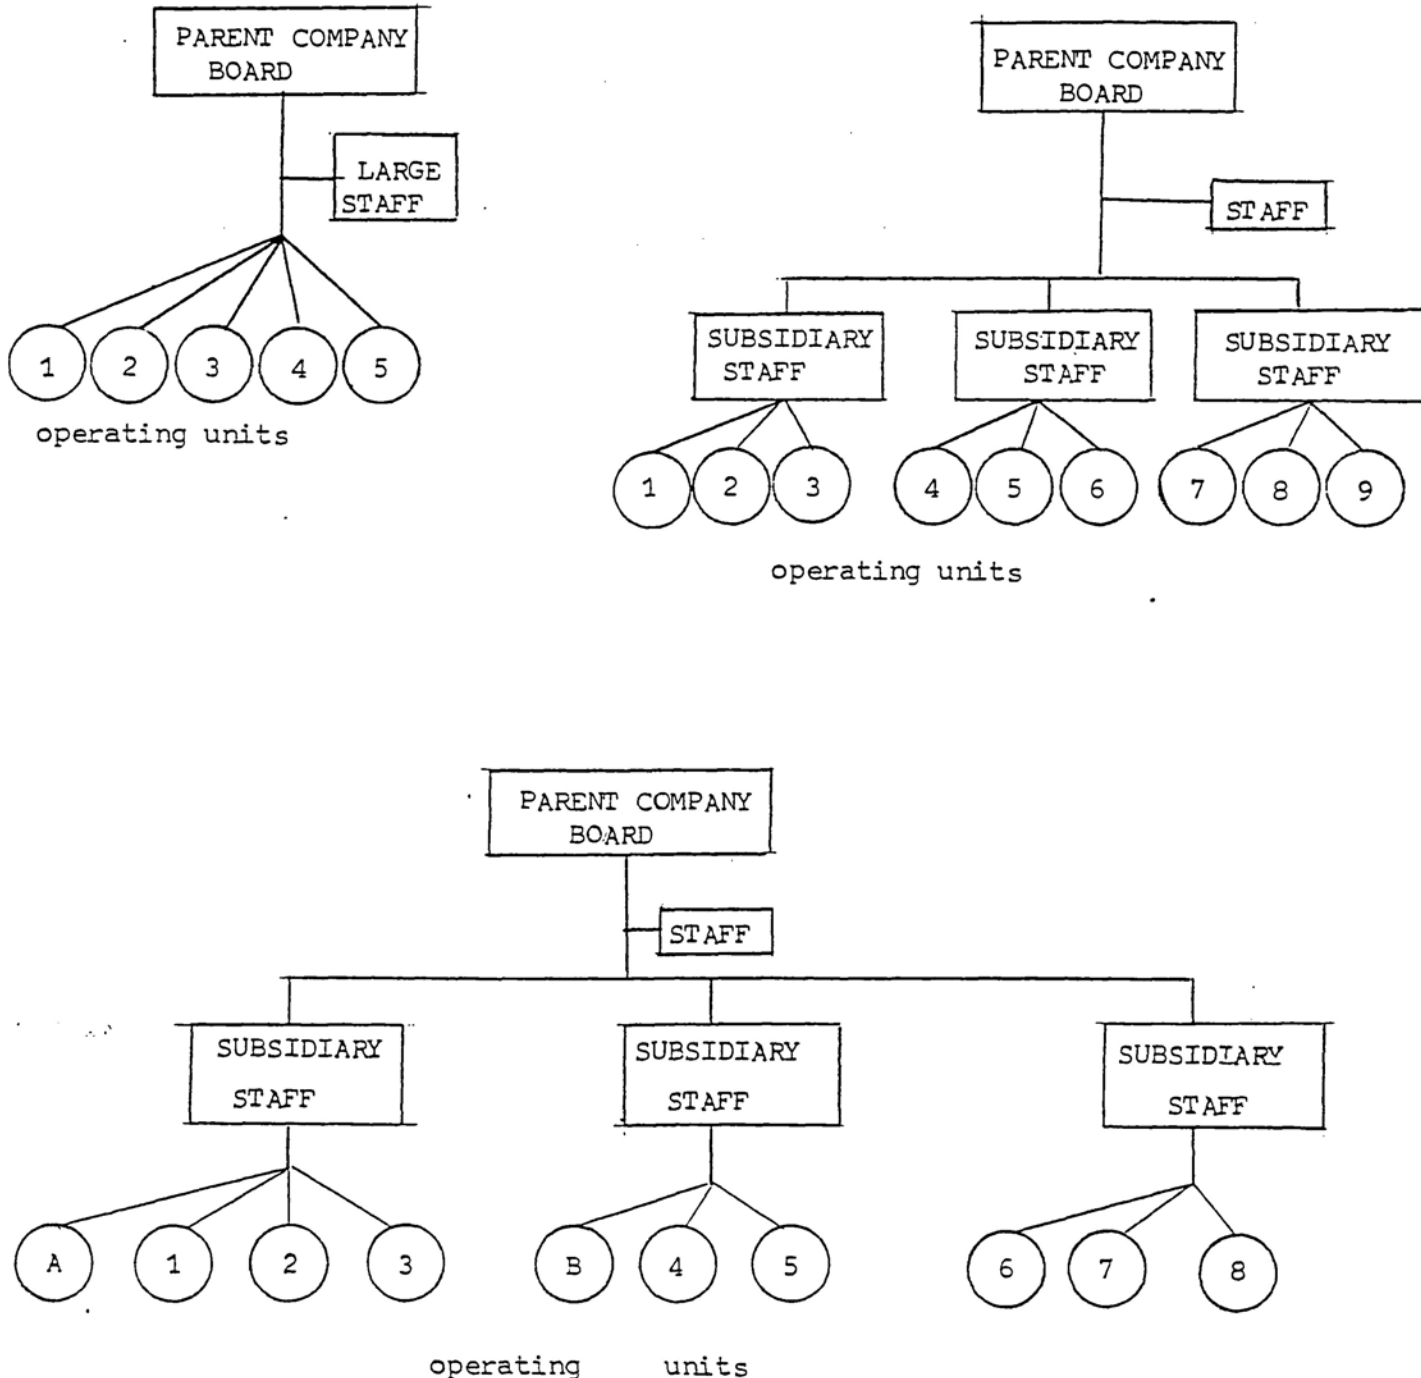 PARENT COMPANY
BOARD
LARGE
STAFF
1 2 3 4 5
operating units
PARENT COMPANY
BOARD
STAFF
SUBSIDIARY
STAFF
SUBSIDIARY
STAFF
SUBSIDIARY
STAFF
1 2 3 4 5 6 7 8 9
operating units
PARENT COMPANY
BOARD
STAFF
SUBSIDIARY
STAFF
SUBSIDIARY
STAFF
SUBSIDIARY
STAFF
A 1 2 3 B 4 5 6 7 8
operating units